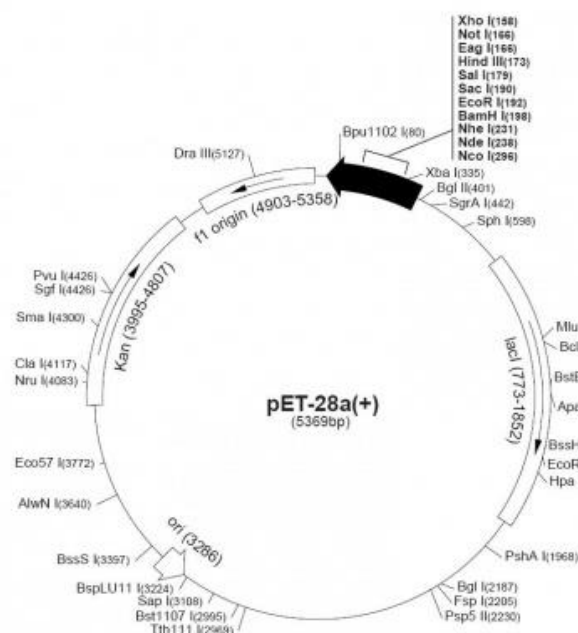 Xho I(158)
Not I(166)
Eag I(166)
Hind III(173)
Sal I(179)
Sac I(190)
EcoR I(192)
BamH I(198)
Nhe I(231)
Nde I(238)
Nco I(296)
Bpu1102 I(80)
Dra III(5127)
Xba I(335)
Bgl II(401)
SgrA I(442)
Sph I(598)
f1 origin (4903-5358)
Pvu I(4426)
Sgf I(4426)
Sma I(4300)
Kan (3995-4807)
Cla I(4117)
Nru I(4083)
lacI (773-1852)
Mlu
Bcl
BstE
Apa
BssH
EcoR
Hpa
pET-28a(+)
(5369bp)
Eco57 I(3772)
AlwN I(3640)
ori (3286)
BssS I(3397)
BspLU11 I(3224)
Sap I(3108)
Bst1107 I(2995)
Tth111 I(2969)
PshA I(1968)
Bgl I(2187)
Fsp I(2205)
Psp5 II(2230)